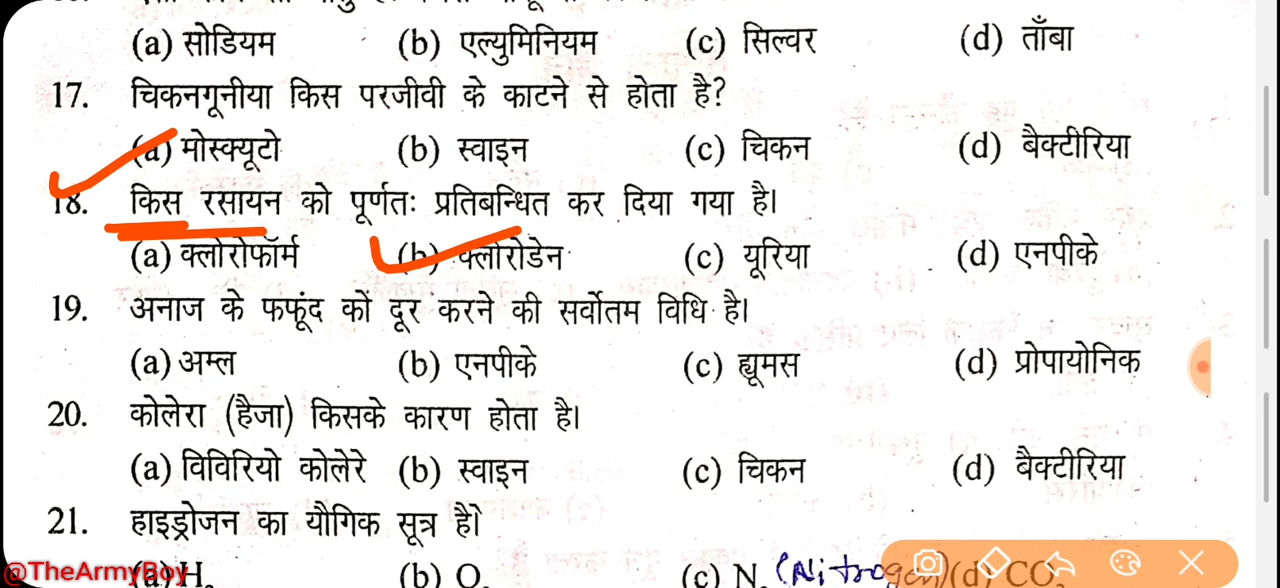 (a) सोडियम (b) एल्युमिनियम (c) सिल्वर (d) ताँबा
17. चिकनगूनीया किस परजीवी के काटने से होता है?
(a) मोस्क्यूटो (b) स्वाइन (c) चिकन (d) बैक्टीरिया
18. किस रसायन को पूर्णतः प्रतिबन्धित कर दिया गया है।
(a) क्लोरोफॉर्म (b) क्लोरोडेन (c) यूरिया (d) एनपीके
19. अनाज के फफूंद को दूर करने की सर्वोतम विधि है।
(a) अम्ल (b) एनपीके (c) ह्यूमस (d) प्रोपायोनिक
20. कोलेरा (हैजा) किसके कारण होता है।
(a) विविरियो कोलेरे (b) स्वाइन (c) चिकन (d) बैक्टीरिया
21. हाइड्रोजन का यौगिक सूत्र है।
@TheArmyBoy
(a) H (b) O (c) N (Nitrogen) (d) CO